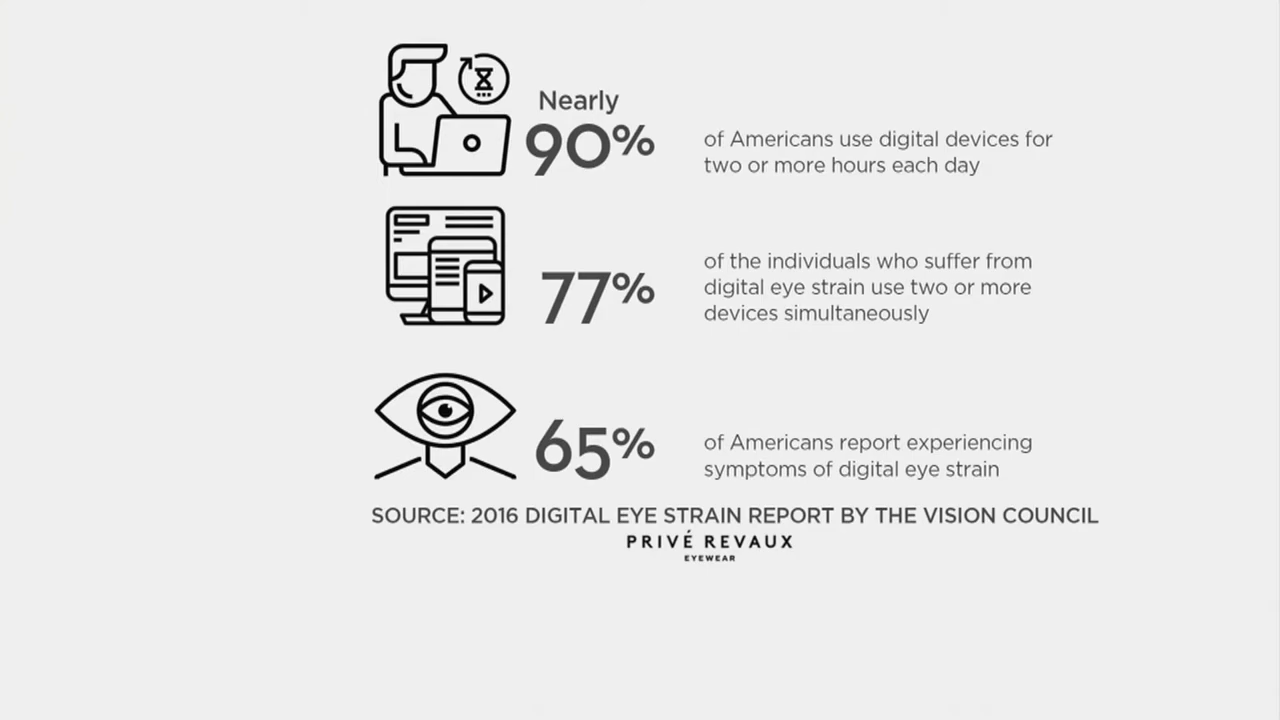 Nearly
90%
of Americans use digital devices for
two or more hours each day
77%
of the individuals who suffer from
digital eye strain use two or more
devices simultaneously
65%
of Americans report experiencing
symptoms of digital eye strain
SOURCE: 2016 DIGITAL EYE STRAIN REPORT BY THE VISION COUNCIL
PRIVÉ REVAUX
EYEWEAR